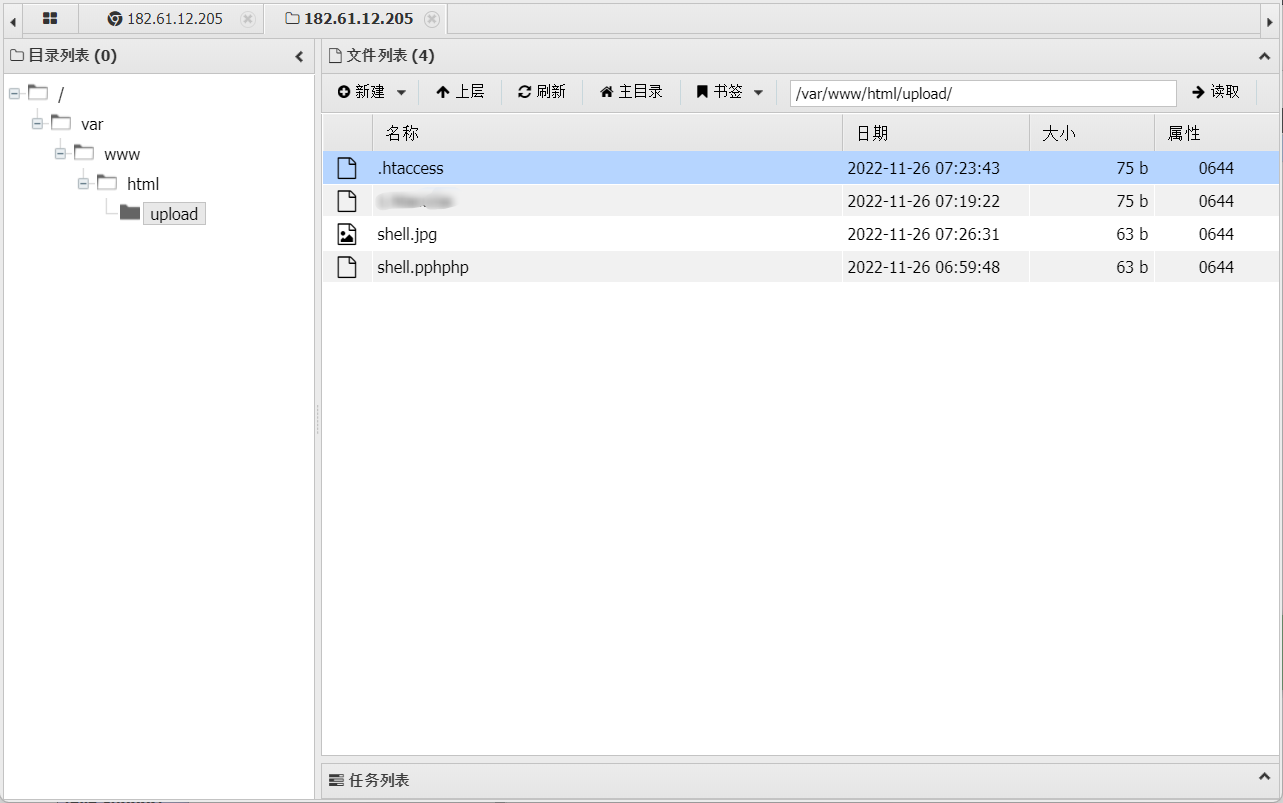 182.61.12.205 182.61.12.205
目录列表 (0)
文件列表 (4)
新建 上层 刷新 主目录 书签 /var/www/html/upload/ 读取
/
var
www
html
upload
名称 日期 大小 属性
.htaccess 2022-11-26 07:23:43 75 b 0644
2022-11-26 07:19:22 75 b 0644
shell.jpg 2022-11-26 07:26:31 63 b 0644
shell.pphphp 2022-11-26 06:59:48 63 b 0644
任务列表